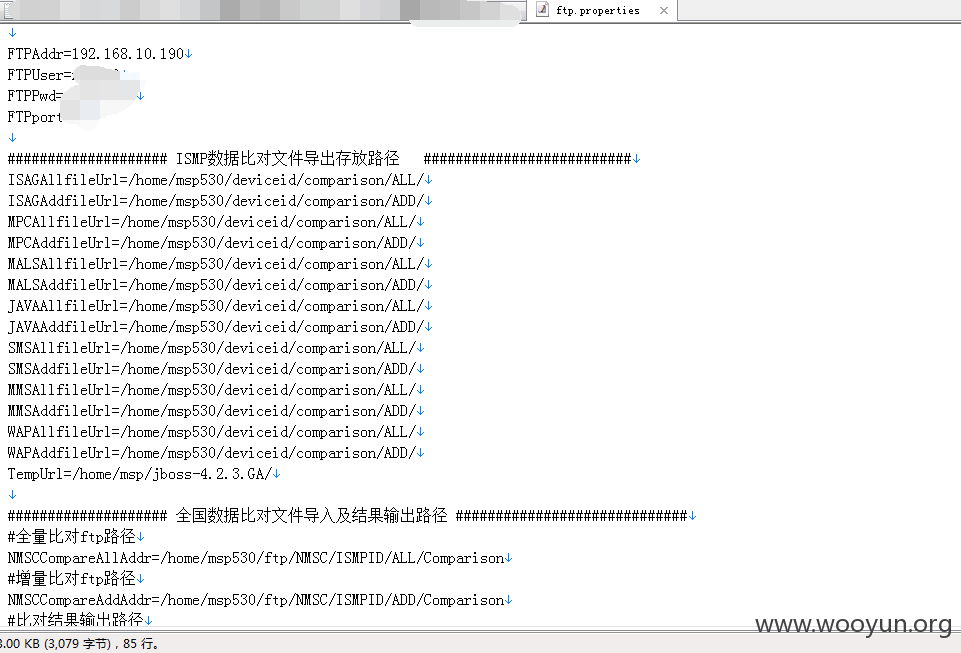 ftp.properties
FTPAddr=192.168.10.190
FTPUser=
FTPPwd=
FTPport
#################### ISMP数据比对文件导出存放路径 ##########################
ISAGAllfileUrl=/home/msp530/deviceid/comparison/ALL/
ISAGAddfileUrl=/home/msp530/deviceid/comparison/ADD/
MPCAllfileUrl=/home/msp530/deviceid/comparison/ALL/
MPCAddfileUrl=/home/msp530/deviceid/comparison/ADD/
MALSAllfileUrl=/home/msp530/deviceid/comparison/ALL/
MALSAddfileUrl=/home/msp530/deviceid/comparison/ADD/
JAVAAllfileUrl=/home/msp530/deviceid/comparison/ALL/
JAVAAddfileUrl=/home/msp530/deviceid/comparison/ADD/
SMSAllfileUrl=/home/msp530/deviceid/comparison/ALL/
SMSAddfileUrl=/home/msp530/deviceid/comparison/ADD/
MMSAllfileUrl=/home/msp530/deviceid/comparison/ALL/
MMSAddfileUrl=/home/msp530/deviceid/comparison/ADD/
WAPAllfileUrl=/home/msp530/deviceid/comparison/ALL/
WAPAddfileUrl=/home/msp530/deviceid/comparison/ADD/
TempUrl=/home/msp/jboss-4.2.3.GA/
#################### 全国数据比对文件导入及结果输出路径 #############################
#全量比对ftp路径
NMSCCompareAllAddr=/home/msp530/ftp/NMSC/ISMPID/ALL/Comparison
#增量比对ftp路径
NMSCCompareAddAddr=/home/msp530/ftp/NMSC/ISMPID/ADD/Comparison
#比对结果输出路径
www.wooyun.org
3.00 KB (3,079 字节)，85 行。